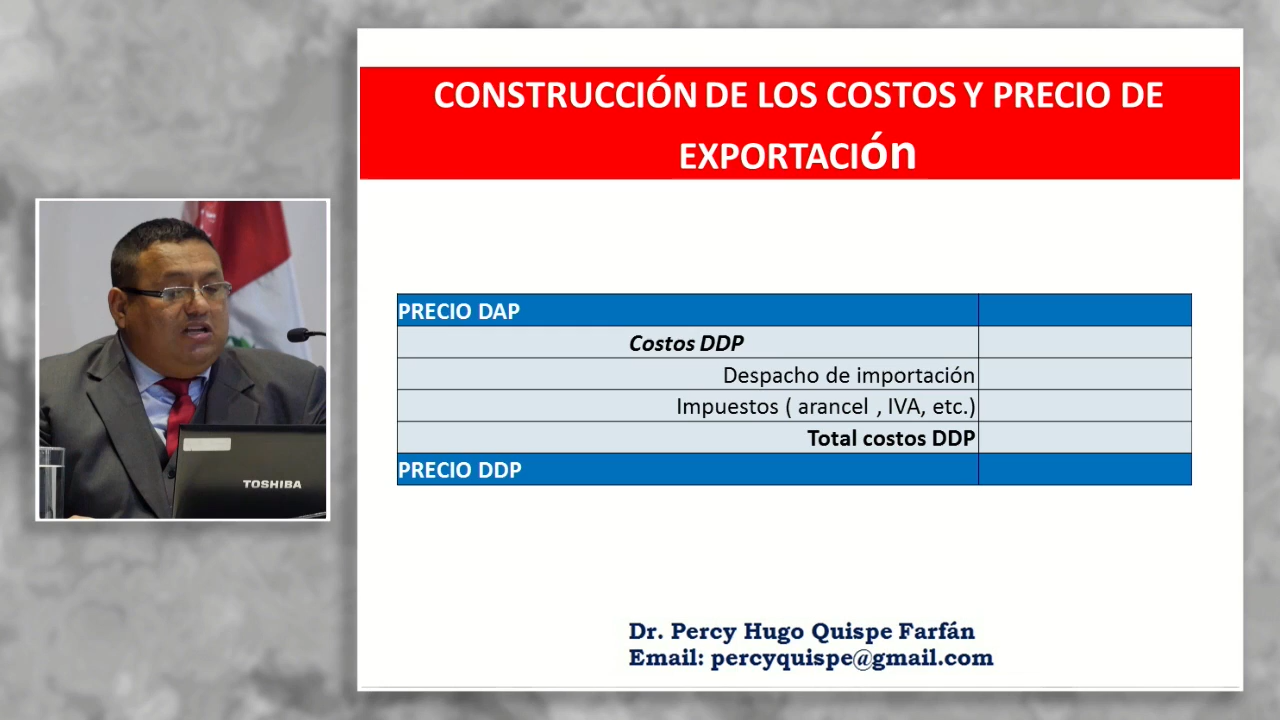 CONSTRUCCIÓN DE LOS COSTOS Y PRECIO DE
EXPORTACIón
PRECIO DAP
Costos DDP
Despacho de importación
Impuestos ( arancel , IVA, etc.)
Total costos DDP
PRECIO DDP
TOSHIBA
Dr. Percy Hugo Quispe Farfán
Email: percyquispe@gmail.com